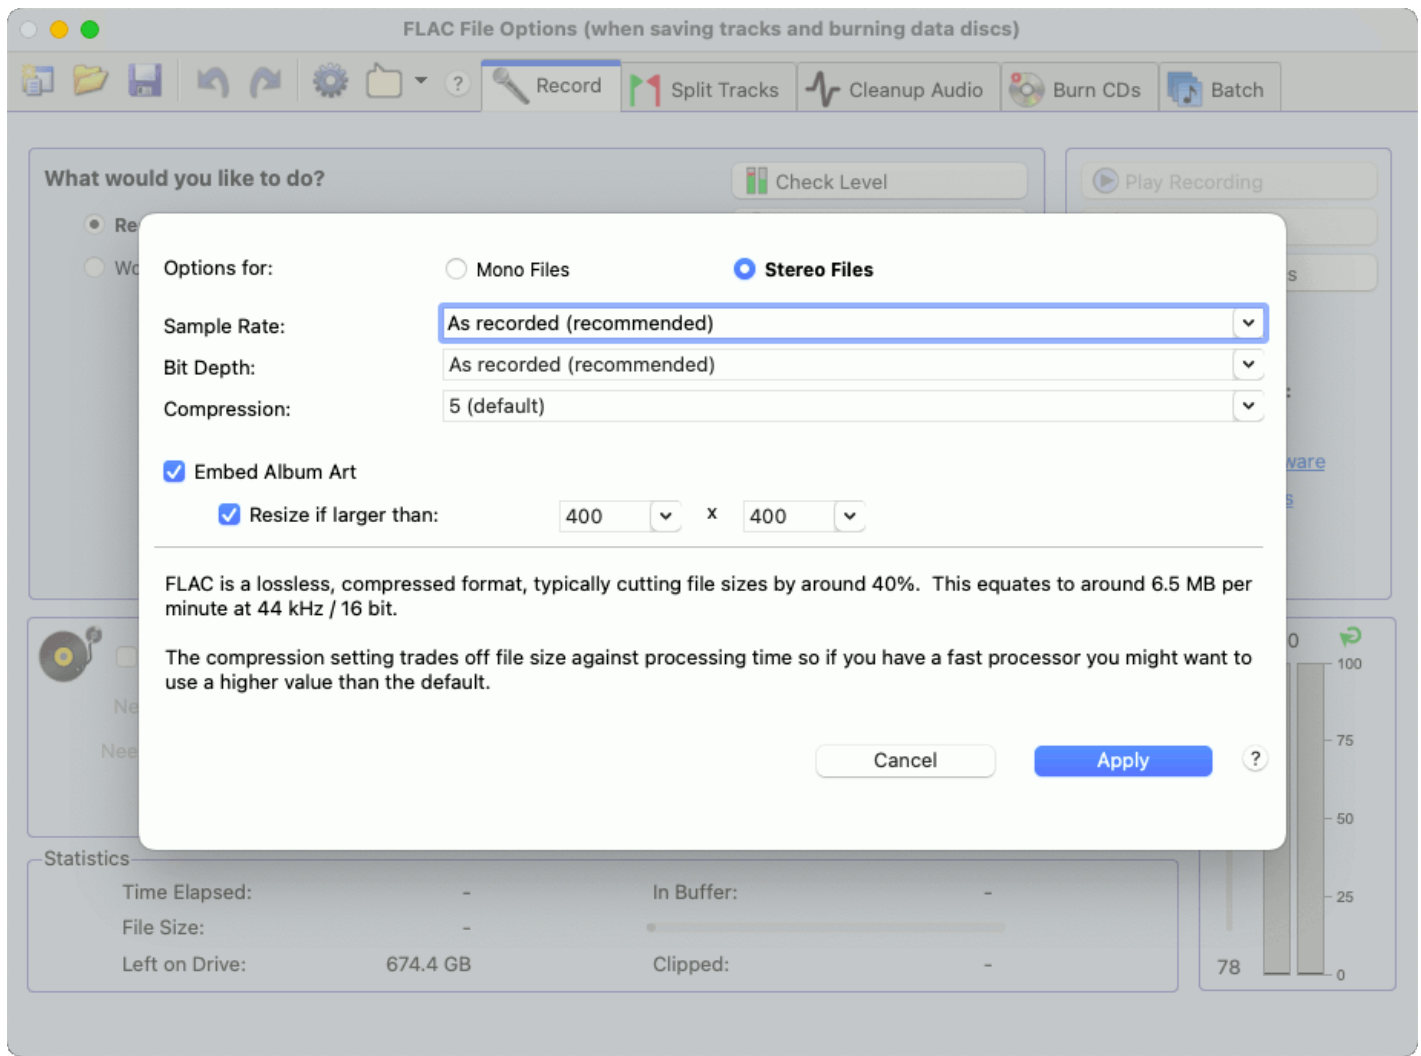 FLAC File Options (when saving tracks and burning data discs)
?
Record
Split Tracks
Cleanup Audio
Burn CDs
Batch
What would you like to do?
Check Level
Play Recording
Options for:
Mono Files
Stereo Files
Sample Rate:
As recorded (recommended)
Bit Depth:
As recorded (recommended)
Compression:
5 (default)
Embed Album Art
Resize if larger than:
400
x
400
FLAC is a lossless, compressed format, typically cutting file sizes by around 40%. This equates to around 6.5 MB per
minute at 44 kHz / 16 bit.
The compression setting trades off file size against processing time so if you have a fast processor you might want to
use a higher value than the default.
Cancel
Apply
?
100
75
50
25
0
78
Statistics
Time Elapsed:
-
In Buffer:
-
File Size:
-
Left on Drive:
674.4 GB
Clipped:
-